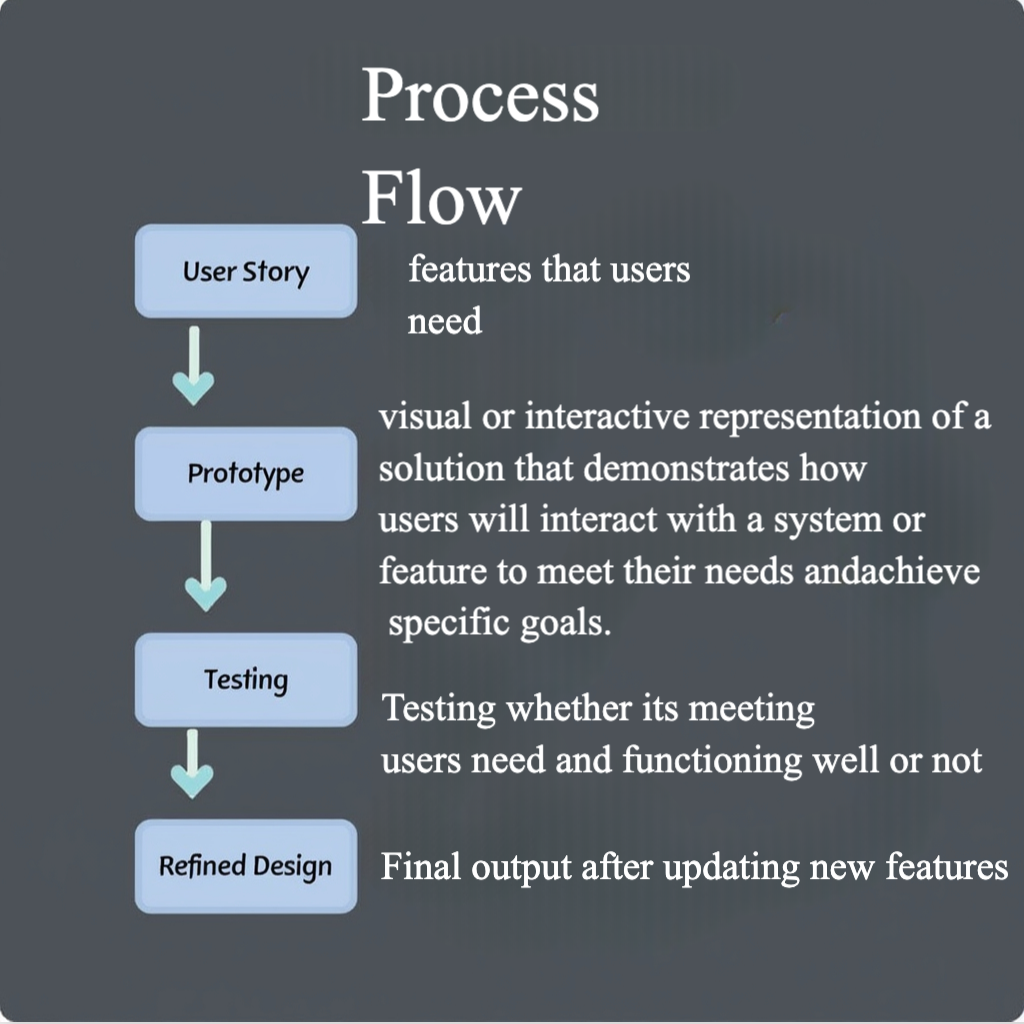 Process
Flow
User Story
features that users
need
Prototype
visual or interactive representation of a
solution that demonstrates how
users will interact with a system or
feature to meet their needs andachieve
specific goals.
Testing
Testing whether its meeting
users need and functioning well or not
Refined Design
Final output after updating new features